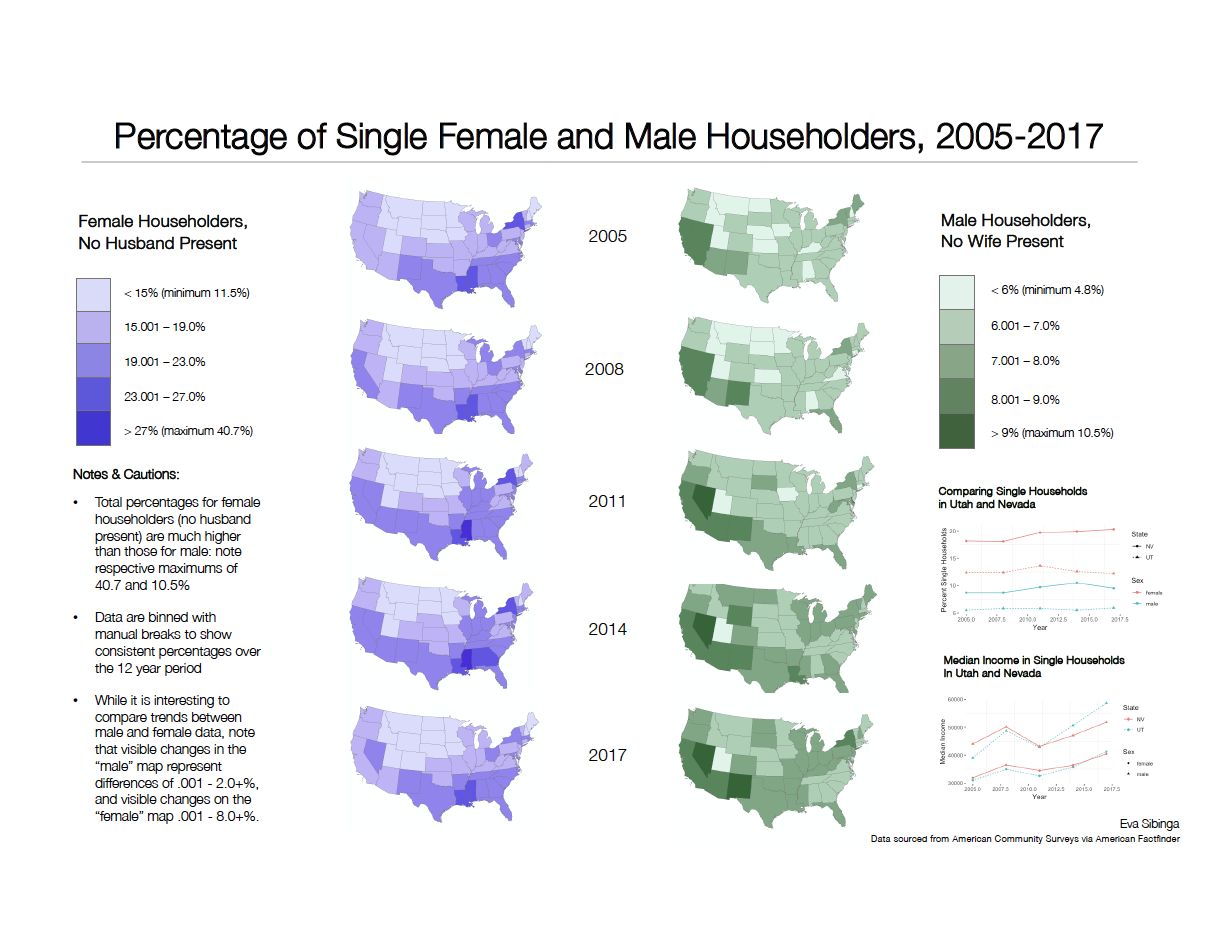 Percentage of Single Female and Male Householders, 2005-2017
Female Householders,
No Husband Present
< 15% (minimum 11.5%)
15.001 – 19.0%
19.001 – 23.0%
23.001 – 27.0%
> 27% (maximum 40.7%)
Notes & Cautions:
• Total percentages for female
householders (no husband
present) are much higher
than those for male: note
respective maximums of
40.7 and 10.5%
• Data are binned with
manual breaks to show
consistent percentages over
the 12 year period
• While it is interesting to
compare trends between
male and female data, note
that visible changes in the
“male” map represent
differences of .001 - 2.0+%,
and visible changes on the
“female” map .001 - 8.0+%.
2005
2008
2011
2014
2017
Male Householders,
No Wife Present
< 6% (minimum 4.8%)
6.001 – 7.0%
7.001 – 8.0%
8.001 – 9.0%
> 9% (maximum 10.5%)
Comparing Single Households
in Utah and Nevada
Percent Single Households
20
15
10
5
2005.0 2007.5 2010.0 2012.5 2015.0 2017.5
Year
State
NV
UT
Sex
female
male
Median Income in Single Households
In Utah and Nevada
Median Income
60000
50000
40000
30000
2005.0 2007.5 2010.0 2012.5 2015.0 2017.5
Year
State
NV
UT
Sex
female
male
Eva Sibinga
Data sourced from American Community Surveys via American Factfinder